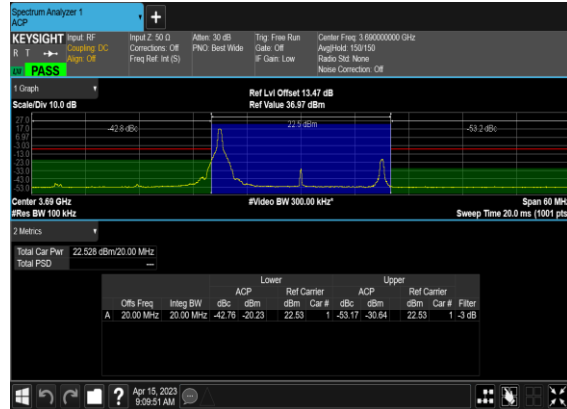 Spectrum Analyzer 1
ACP
KEYSIGHT Input: RF Input Z: 50 Ω Atten: 30 dB Trig: Free Run Center Freq: 3.690000000 GHz
R T Coupling: DC Corrections: Off PNO: Best Wide Gate: Off Avg|Hold: 150/150
Align: Off Freq Ref: Int (S) IF Gain: Low Radio Std: None
PASS Noise Correction: Off
1 Graph Ref Lvl Offset 13.47 dB
Scale/Div 10.0 dB Ref Value 36.97 dBm
27.0
17.0 -42.8 dBc 22.5 dBm -53.2 dBc
6.97
-3.03
-13.0
-23.0
-33.0
-43.0
-53.0
Center 3.69 GHz #Video BW 300.00 kHz* Span 60 MHz
#Res BW 100 kHz Sweep Time 20.0 ms (1001 pts
2 Metrics
Total Car Pwr 22.528 dBm/20.00 MHz
Total PSD ---
Lower Upper
ACP Ref Carrier ACP Ref Carrier
Offs Freq Integ BW dBc dBm dBm Car # dBc dBm dBm Car # Filter
A 20.00 MHz 20.00 MHz -42.76 -20.23 22.53 1 -53.17 -30.64 22.53 1 -3 dB
? Apr 15, 2023
9:09:51 AM